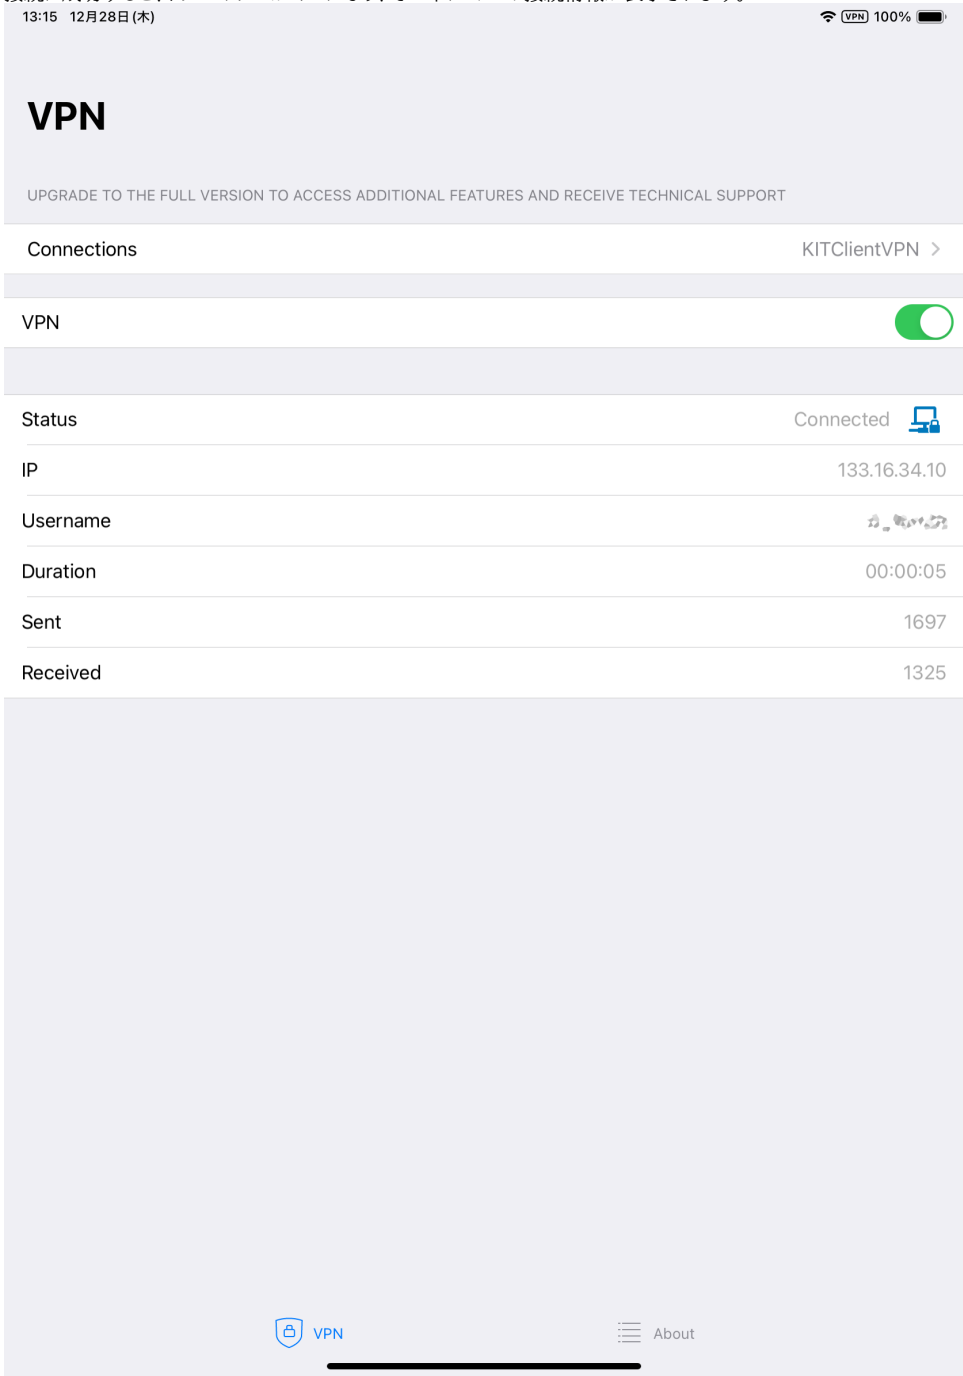 13:15 12月28日(木) VPN 100%
VPN
UPGRADE TO THE FULL VERSION TO ACCESS ADDITIONAL FEATURES AND RECEIVE TECHNICAL SUPPORT
Connections KITClientVPN
VPN
Status Connected
IP 133.16.34.10
Username
Duration 00:00:05
Sent 1697
Received 1325
VPN About